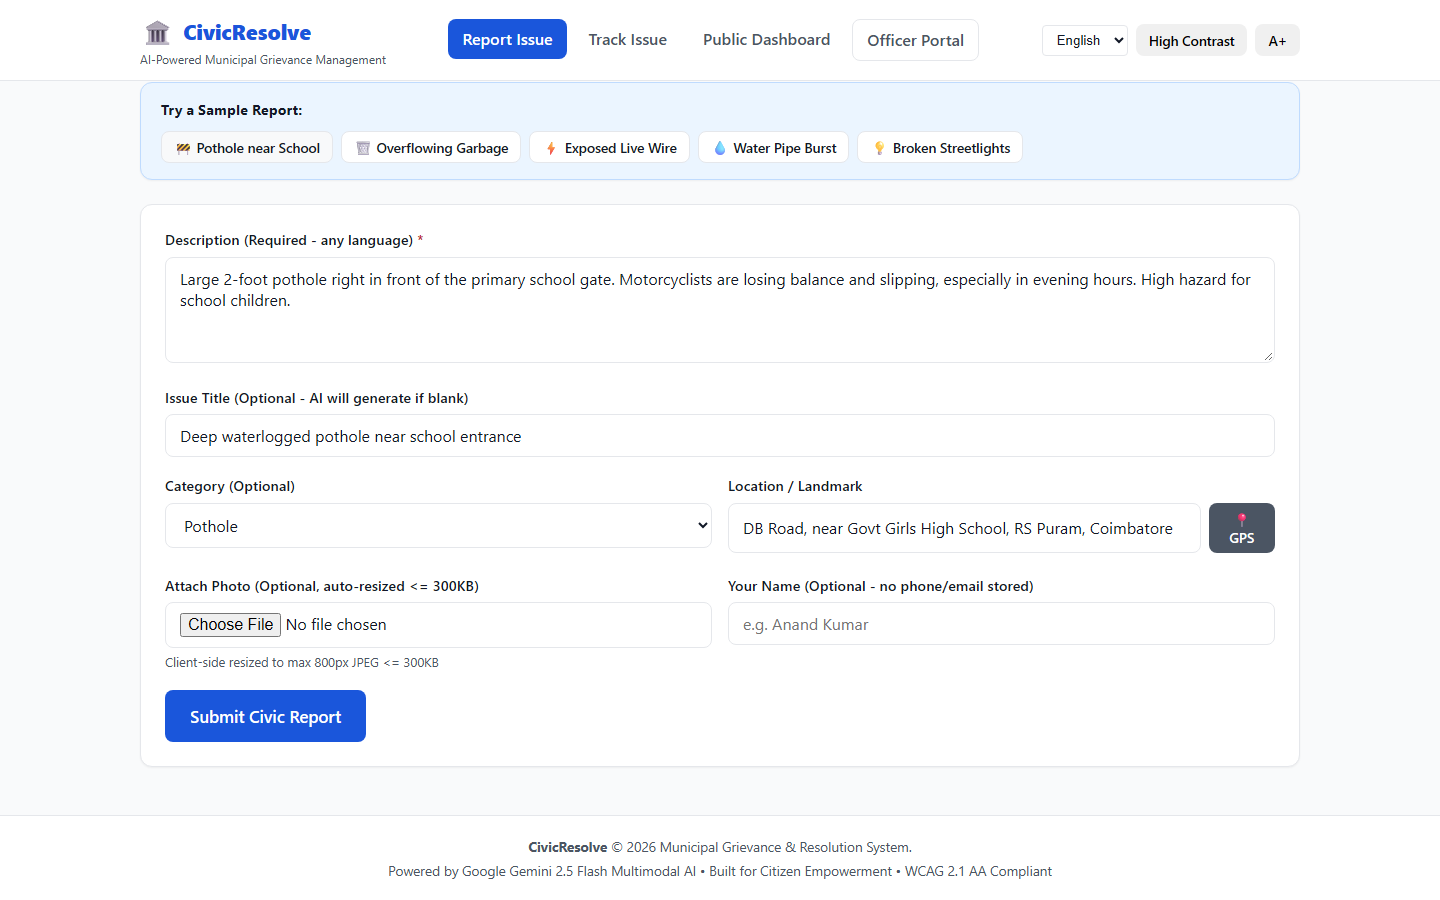 CivicResolve
AI-Powered Municipal Grievance Management
Report Issue
Track Issue
Public Dashboard
Officer Portal
English
High Contrast
A+
Try a Sample Report:
Pothole near School
Overflowing Garbage
Exposed Live Wire
Water Pipe Burst
Broken Streetlights
Description (Required - any language) *
Large 2-foot pothole right in front of the primary school gate. Motorcyclists are losing balance and slipping, especially in evening hours. High hazard for
school children.
Issue Title (Optional - AI will generate if blank)
Deep waterlogged pothole near school entrance
Category (Optional)
Pothole
Location / Landmark
DB Road, near Govt Girls High School, RS Puram, Coimbatore
GPS
Attach Photo (Optional, auto-resized <= 300KB)
Choose File No file chosen
Client-side resized to max 800px JPEG <= 300KB
Your Name (Optional - no phone/email stored)
e.g. Anand Kumar
Submit Civic Report
CivicResolve © 2026 Municipal Grievance & Resolution System.
Powered by Google Gemini 2.5 Flash Multimodal AI • Built for Citizen Empowerment • WCAG 2.1 AA Compliant